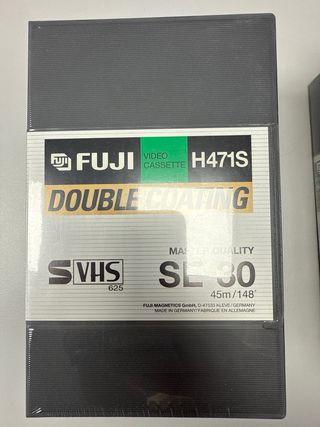 FUJI
FUJI
VIDEO
CASSETTE
H471S
DOUBLE COATING
MASTER QUALITY
S VHS
625
SE-30
45m/148'
FUJI MAGNETICS GmbH, D-47533 KLEVE/GERMANY
MADE IN GERMANY/FABRIQUE EN ALLEMAGNE